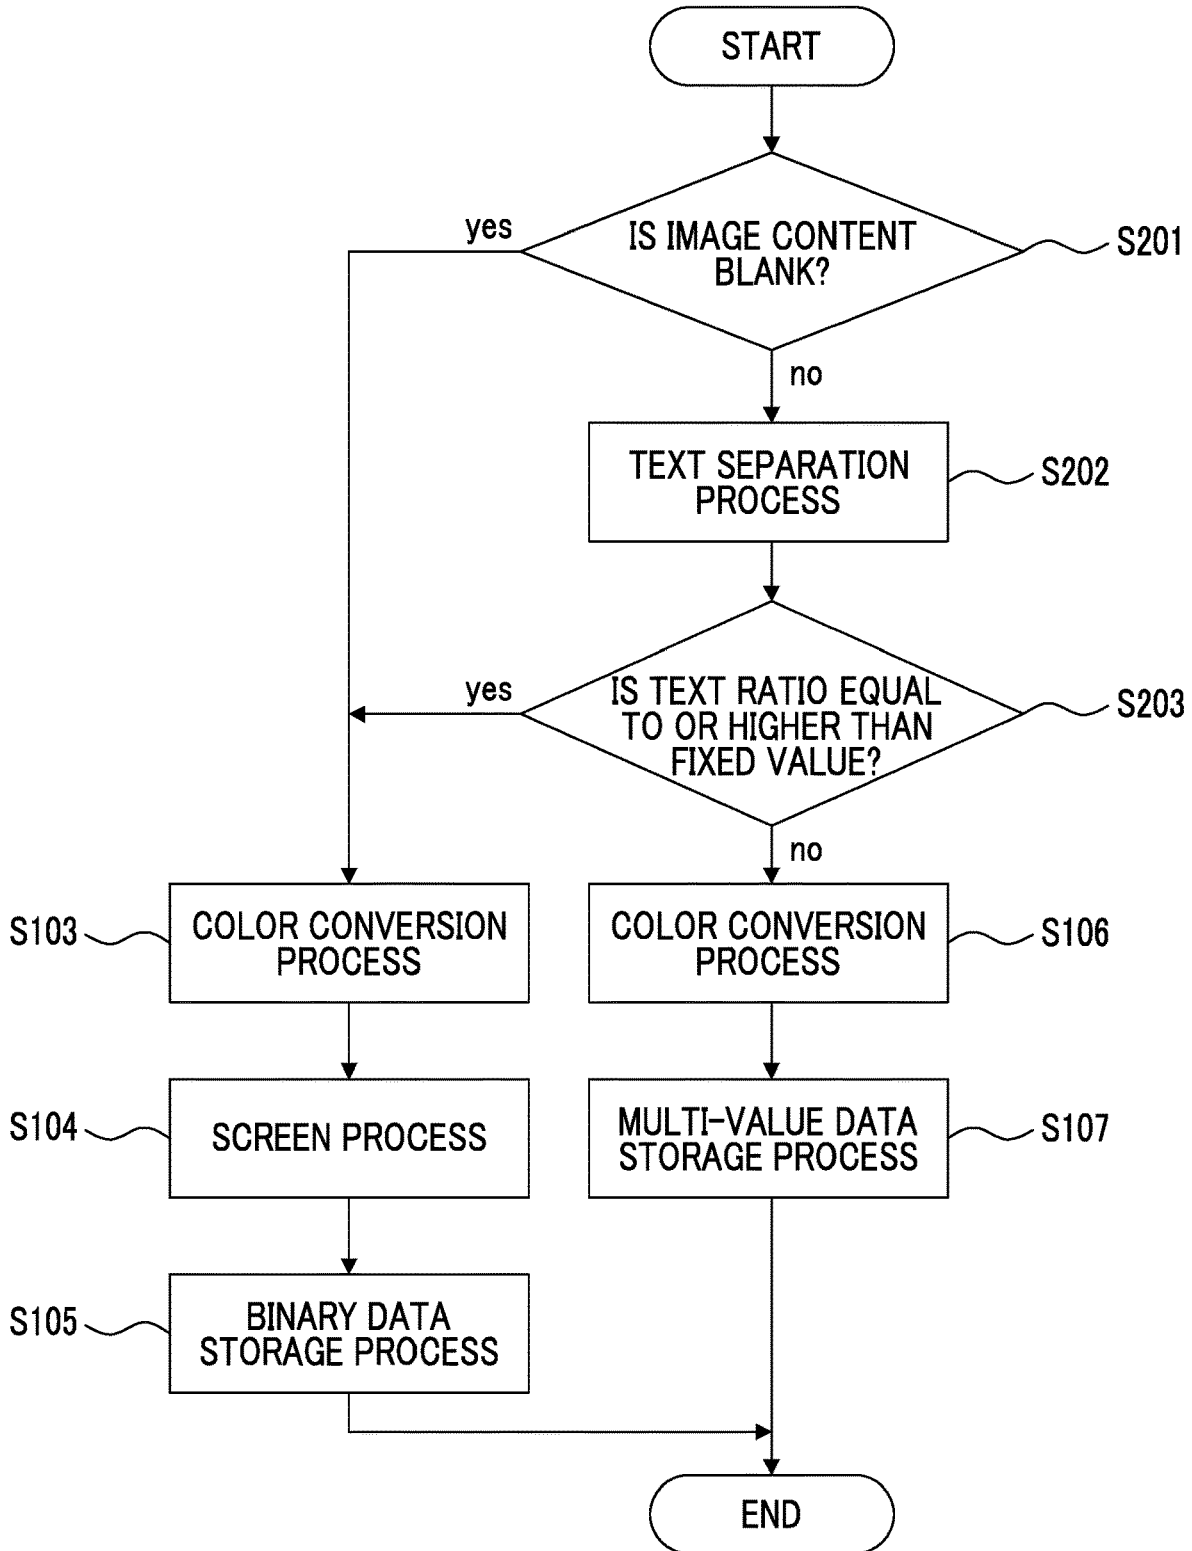 START
yes
IS IMAGE CONTENT
BLANK?
S201
no
TEXT SEPARATION
PROCESS
S202
yes
IS TEXT RATIO EQUAL
TO OR HIGHER THAN
FIXED VALUE?
S203
no
S103
COLOR CONVERSION
PROCESS
COLOR CONVERSION
PROCESS
S106
S104
SCREEN PROCESS
MULTI-VALUE DATA
STORAGE PROCESS
S107
S105
BINARY DATA
STORAGE PROCESS
END